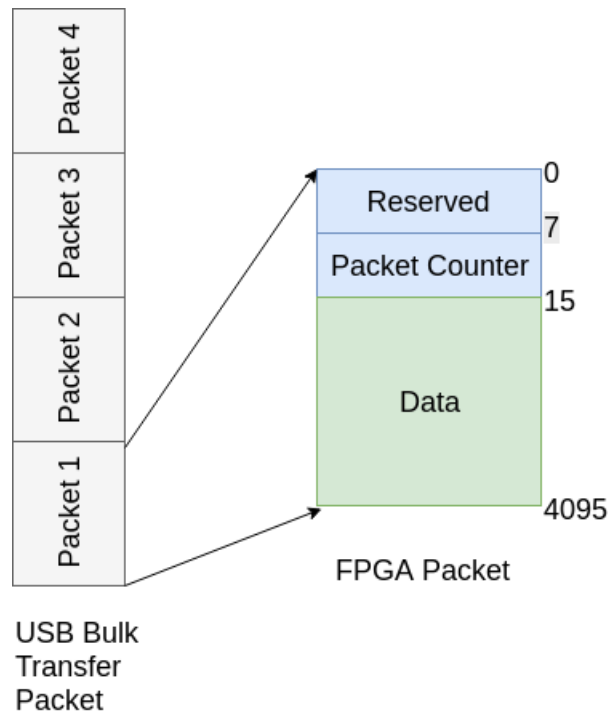 Packet 4
Packet 3
Packet 2
Packet 1
USB Bulk
Transfer
Packet
0
Reserved
7
Packet Counter
15
Data
4095
FPGA Packet